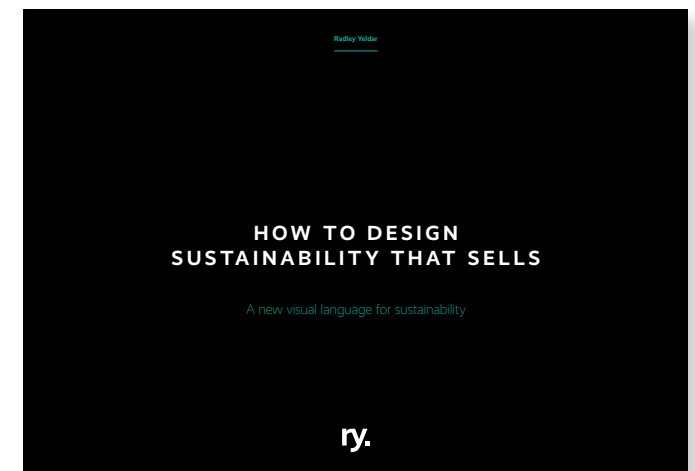 Radley Yeldar
HOW TO DESIGN
SUSTAINABILITY THAT SELLS
A new visual language for sustainability
ry.